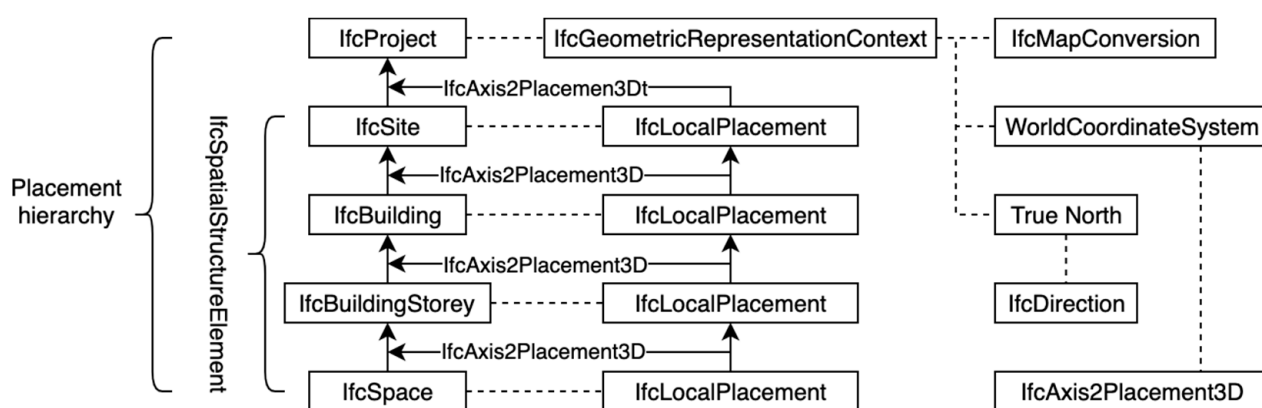 IfcProject
IfcGeometricRepresentationContext
IfcMapConversion
IfcAxis2Placemen3Dt
IfcSite
IfcLocalPlacement
WorldCoordinateSystem
IfcAxis2Placement3D
Placement
hierarchy
IfcSpatialStructureElement
IfcBuilding
IfcLocalPlacement
True North
IfcAxis2Placement3D
IfcBuildingStorey
IfcLocalPlacement
IfcDirection
IfcAxis2Placement3D
IfcSpace
IfcLocalPlacement
IfcAxis2Placement3D